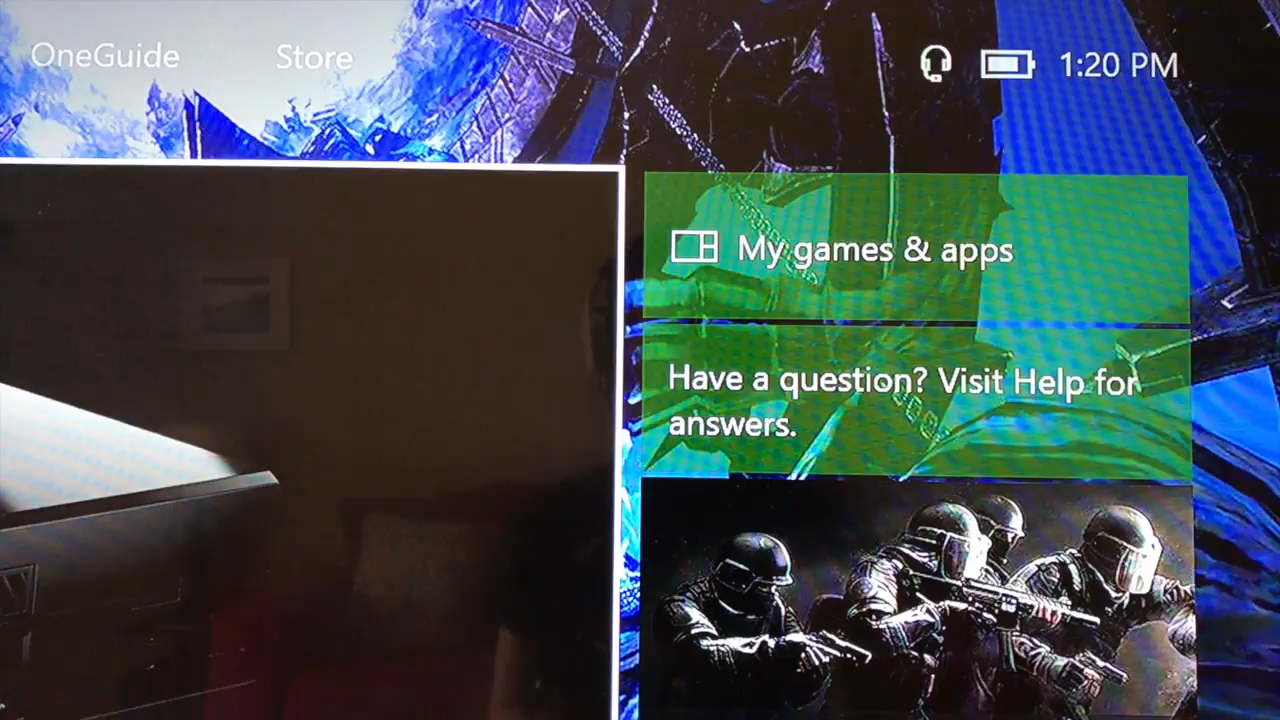 OneGuide Store 1:20 PM
My games & apps
Have a question? Visit Help for
answers.